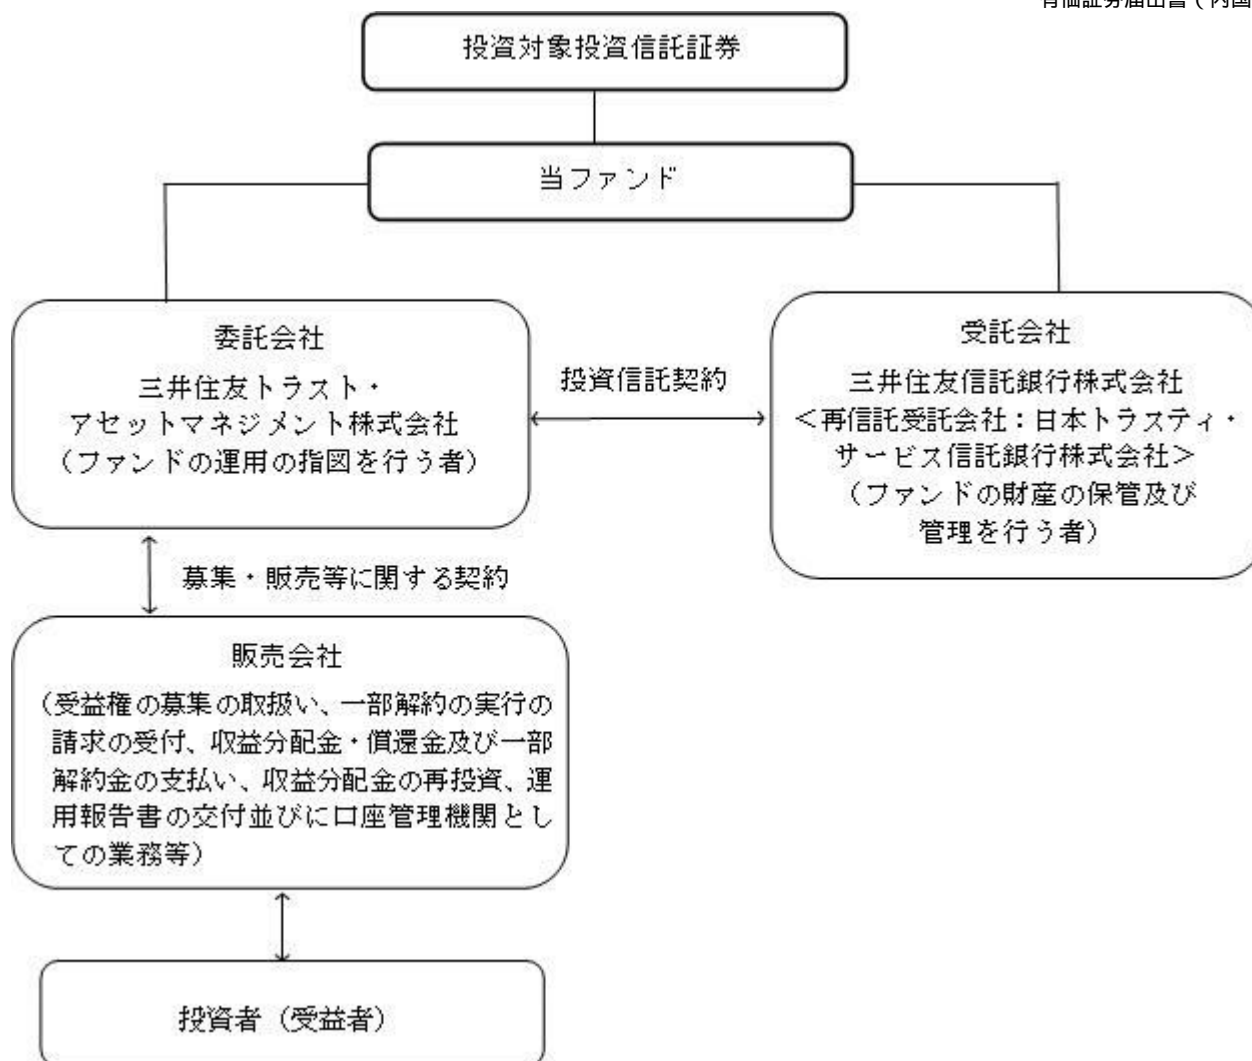 有価証券届出書（内国
投資対象投資信託証券
当ファンド
委託会社
三井住友トラスト・
アセットマネジメント株式会社
（ファンドの運用の指図を行う者）
投資信託契約
受託会社
三井住友信託銀行株式会社
＜再信託受託会社：日本トラスティ・
サービス信託銀行株式会社＞
（ファンドの財産の保管及び
管理を行う者）
募集・販売等に関する契約
販売会社
（受益権の募集の取扱い、一部解約の実行の
請求の受付、収益分配金・償還金及び一部
解約金の支払い、収益分配金の再投資、運
用報告書の交付並びに口座管理機関とし
ての業務等）
投資者（受益者）